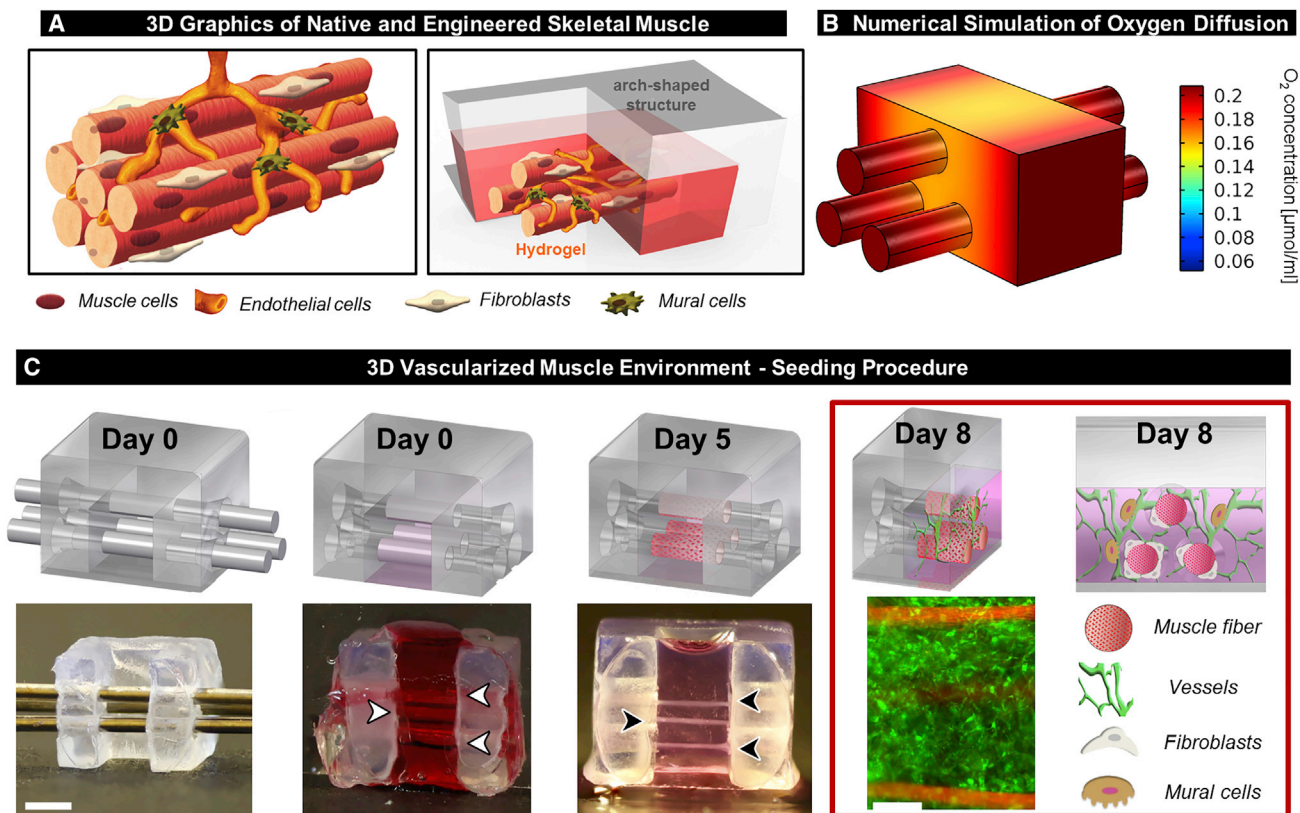 A 3D Graphics of Native and Engineered Skeletal Muscle
arch-shaped
structure
Hydrogel
Muscle cells
Endothelial cells
Fibroblasts
Mural cells
B Numerical Simulation of Oxygen Diffusion
0.2
0.18
0.16
0.14
0.12
0.1
0.08
0.06
O2 concentration [µmol/ml]
C 3D Vascularized Muscle Environment - Seeding Procedure
Day 0
Day 0
Day 5
Day 8
Day 8
Muscle fiber
Vessels
Fibroblasts
Mural cells